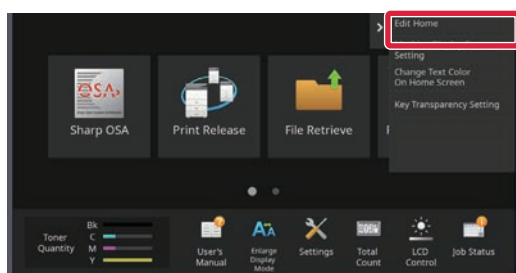 Edit Home
Setting
Change Text Color
On Home Screen
Key Transparency Setting
OSA
Sharp OSA
Print Release
File Retrieve
Toner
Quantity
Bk
C
M
Y
User's
Manual
Enlarge
Display
Mode
Settings
Total
Count
LCD
Control
Job Status